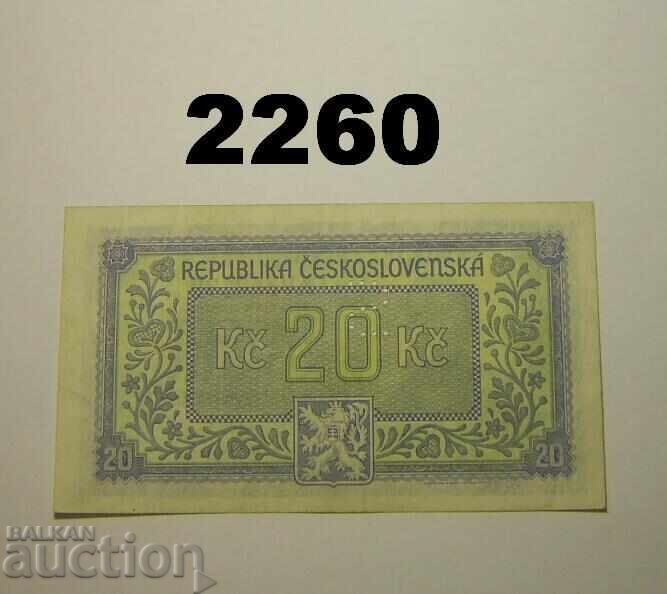 2260
REPUBLIKA ČESKOSLOVENSKÁ
Kč 20 Kč
20 20
BALKAN
auction